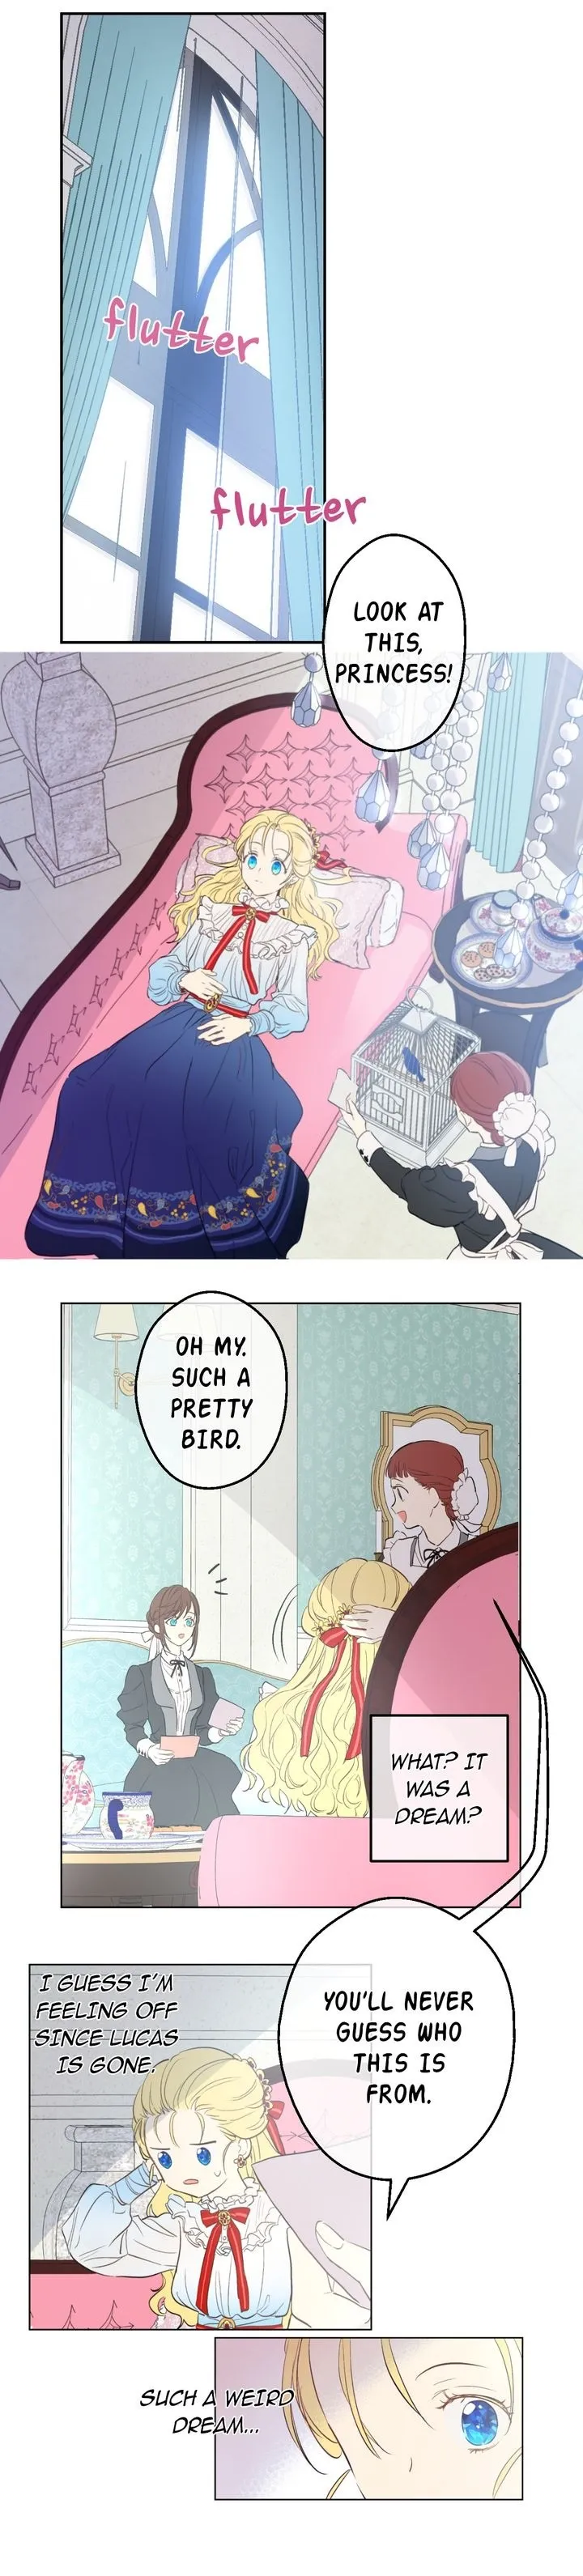 flutter
flutter
LOOK AT
THIS,
PRINCESS!
OH MY.
SUCH A
PRETTY
BIRD.
WHAT? IT
WAS A
DREAM?
YOU'LL NEVER
GUESS WHO
THIS IS
FROM.
I GUESS I'M
FEELING OFF
SINCE LUCAS
IS GONE.
SUCH A WEIRD
DREAM...